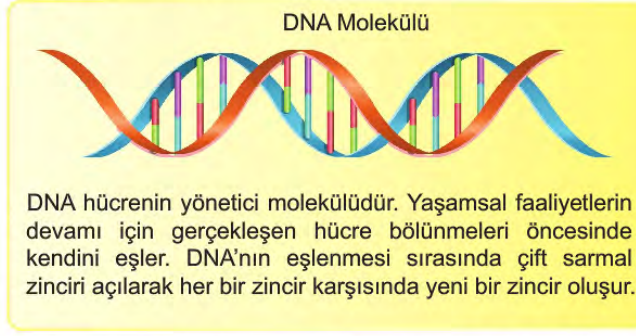 DNA Molekülü
DNA hücrenin yönetici molekülüdür. Yaşamsal faaliyetlerin
devamı için gerçekleşen hücre bölünmeleri öncesinde
kendini eşler. DNA'nın eşlenmesi sırasında çift sarmal
zinciri açılarak her bir zincir karşısında yeni bir zincir oluşur.